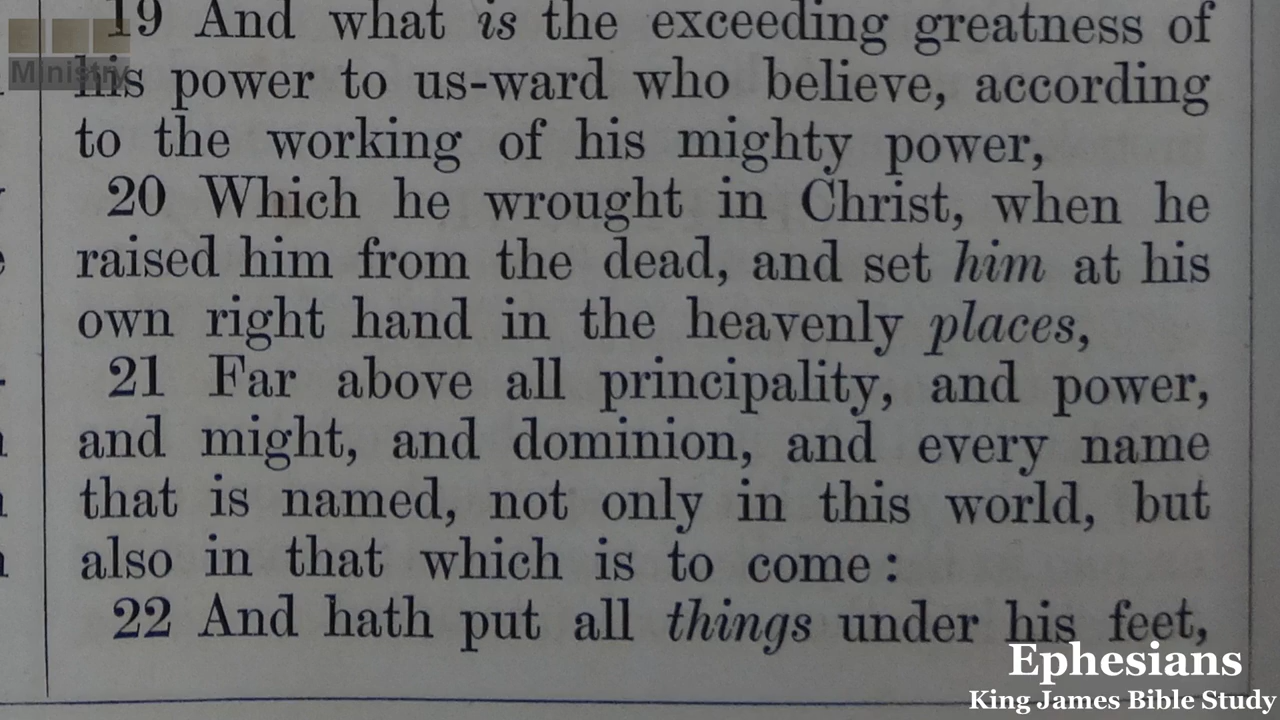 19 And what is the exceeding greatness of
his power to us-ward who believe, according
to the working of his mighty power,
20 Which he wrought in Christ, when he
raised him from the dead, and set him at his
own right hand in the heavenly places,
21 Far above all principality, and power,
and might, and dominion, and every name
that is named, not only in this world, but
also in that which is to come:
22 And hath put all things under his feet,
Ministry
Ephesians
King James Bible Study